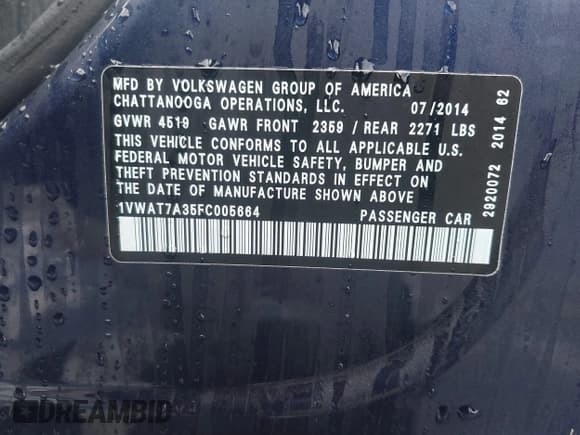 MFD BY VOLKSWAGEN GROUP OF AMERICA
CHATTANOOGA OPERATIONS, LLC. 07/2014
GVWR 4519 GAWR FRONT 2359 / REAR 2271 LBS
THIS VEHICLE CONFORMS TO ALL APPLICABLE U.S.
FEDERAL MOTOR VEHICLE SAFETY, BUMPER AND
THEFT PREVENTION STANDARDS IN EFFECT ON
THE DATE OF MANUFACTURE SHOWN ABOVE
1VWAT7A35FC005664 PASSENGER CAR
2920072 2014 62
DREAMBID